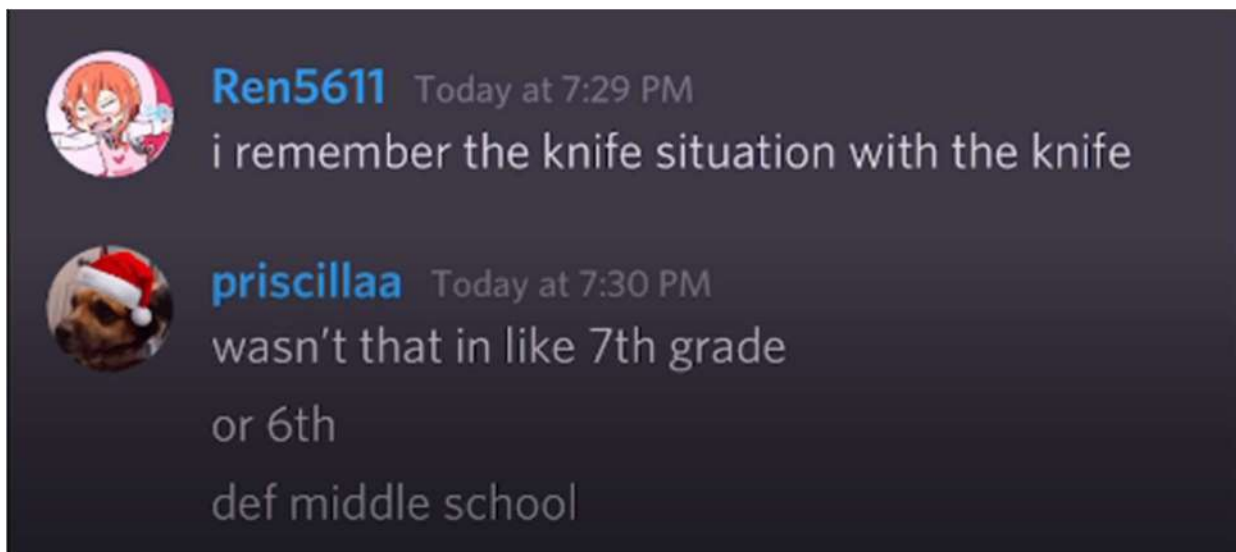 Ren5611 Today at 7:29 PM
i remember the knife situation with the knife
priscillaa Today at 7:30 PM
wasn't that in like 7th grade
or 6th
def middle school